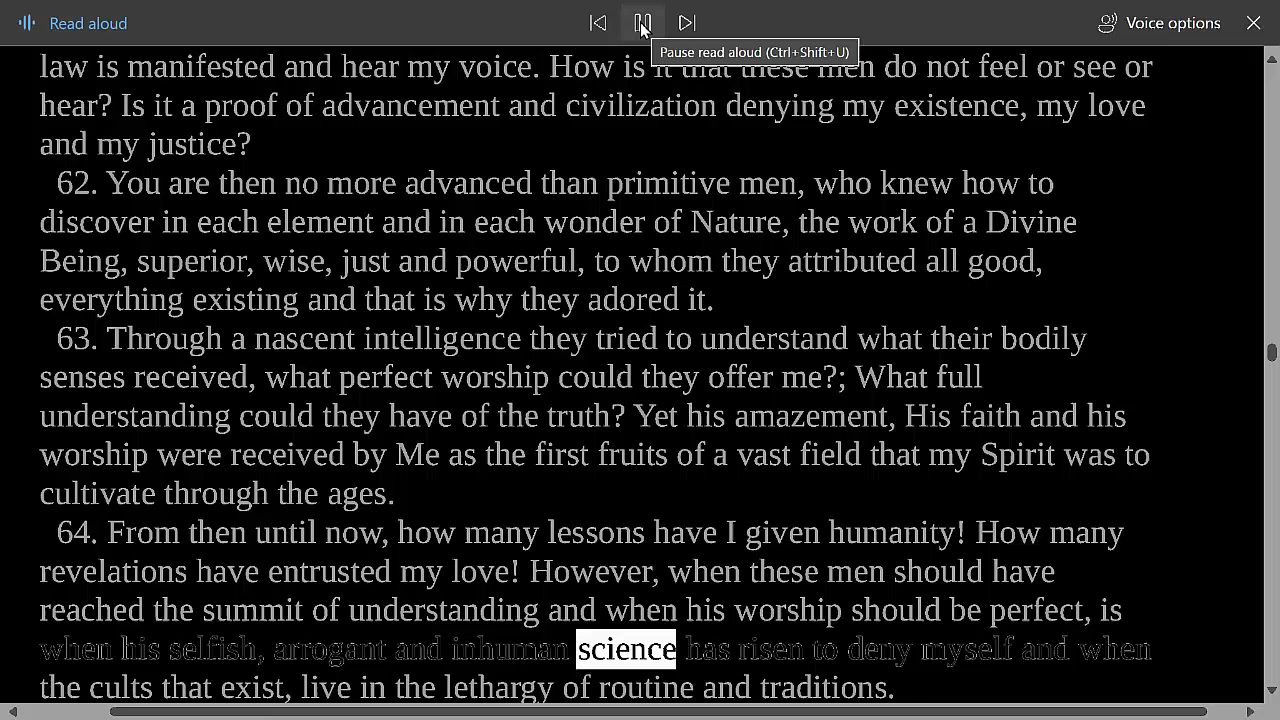 Read aloud
Voice options
Pause read aloud (Ctrl+Shift+U)
law is manifested and hear my voice. How is it that these men do not feel or see or
hear? Is it a proof of advancement and civilization denying my existence, my love
and my justice?
62. You are then no more advanced than primitive men, who knew how to
discover in each element and in each wonder of Nature, the work of a Divine
Being, superior, wise, just and powerful, to whom they attributed all good,
everything existing and that is why they adored it.
63. Through a nascent intelligence they tried to understand what their bodily
senses received, what perfect worship could they offer me?; What full
understanding could they have of the truth? Yet his amazement, His faith and his
worship were received by Me as the first fruits of a vast field that my Spirit was to
cultivate through the ages.
64. From then until now, how many lessons have I given humanity! How many
revelations have entrusted my love! However, when these men should have
reached the summit of understanding and when his worship should be perfect, is
when his selfish, arrogant and inhuman science has risen to deny myself and when
the cults that exist, live in the lethargy of routine and traditions.